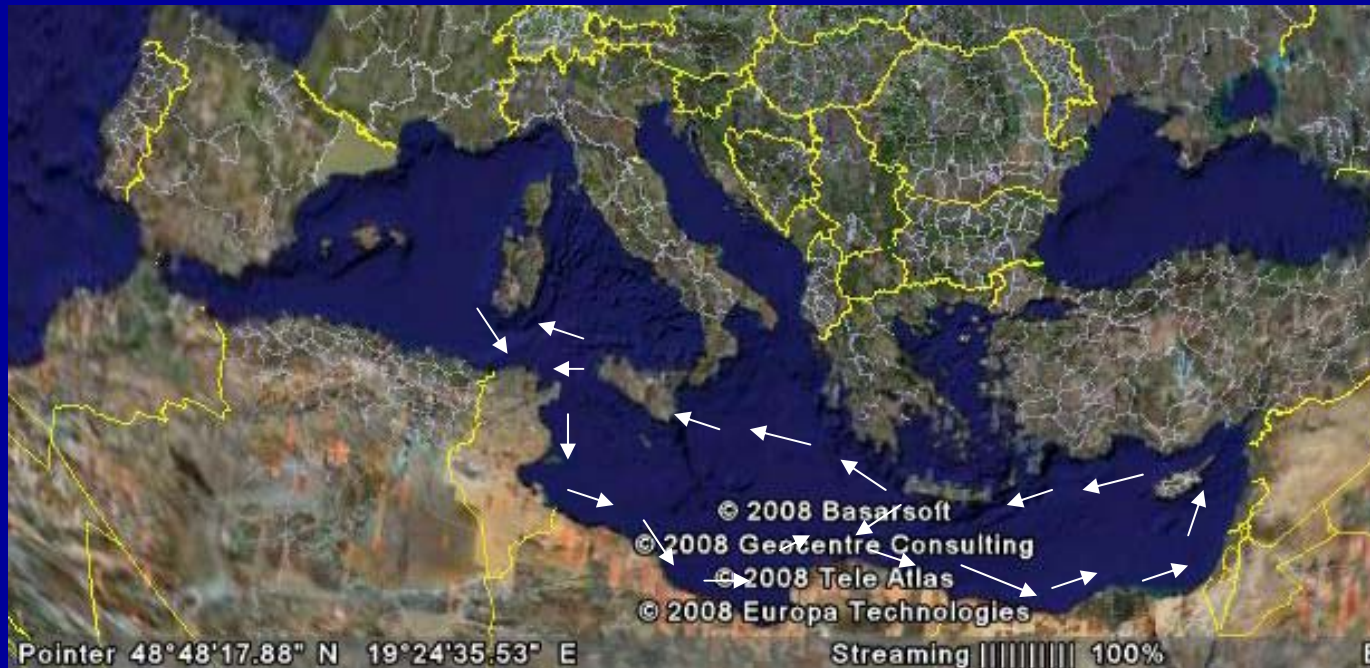 © 2008 Basarsoft
© 2008 Geocentre Consulting
© 2008 Tele Atlas
© 2008 Europa Technologies
Pointer 48°48'17.88" N 19°24'35.53" E Streaming |||||||||| 100%